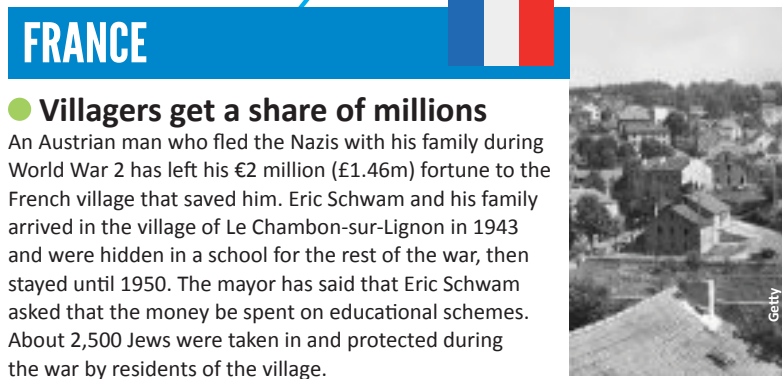 FRANCE
Villagers get a share of millions
An Austrian man who fled the Nazis with his family during
World War 2 has left his €2 million (£1.46m) fortune to the
French village that saved him. Eric Schwam and his family
arrived in the village of Le Chambon-sur-Lignon in 1943
and were hidden in a school for the rest of the war, then
stayed until 1950. The mayor has said that Eric Schwam
asked that the money be spent on educational schemes.
About 2,500 Jews were taken in and protected during
the war by residents of the village.
Getty